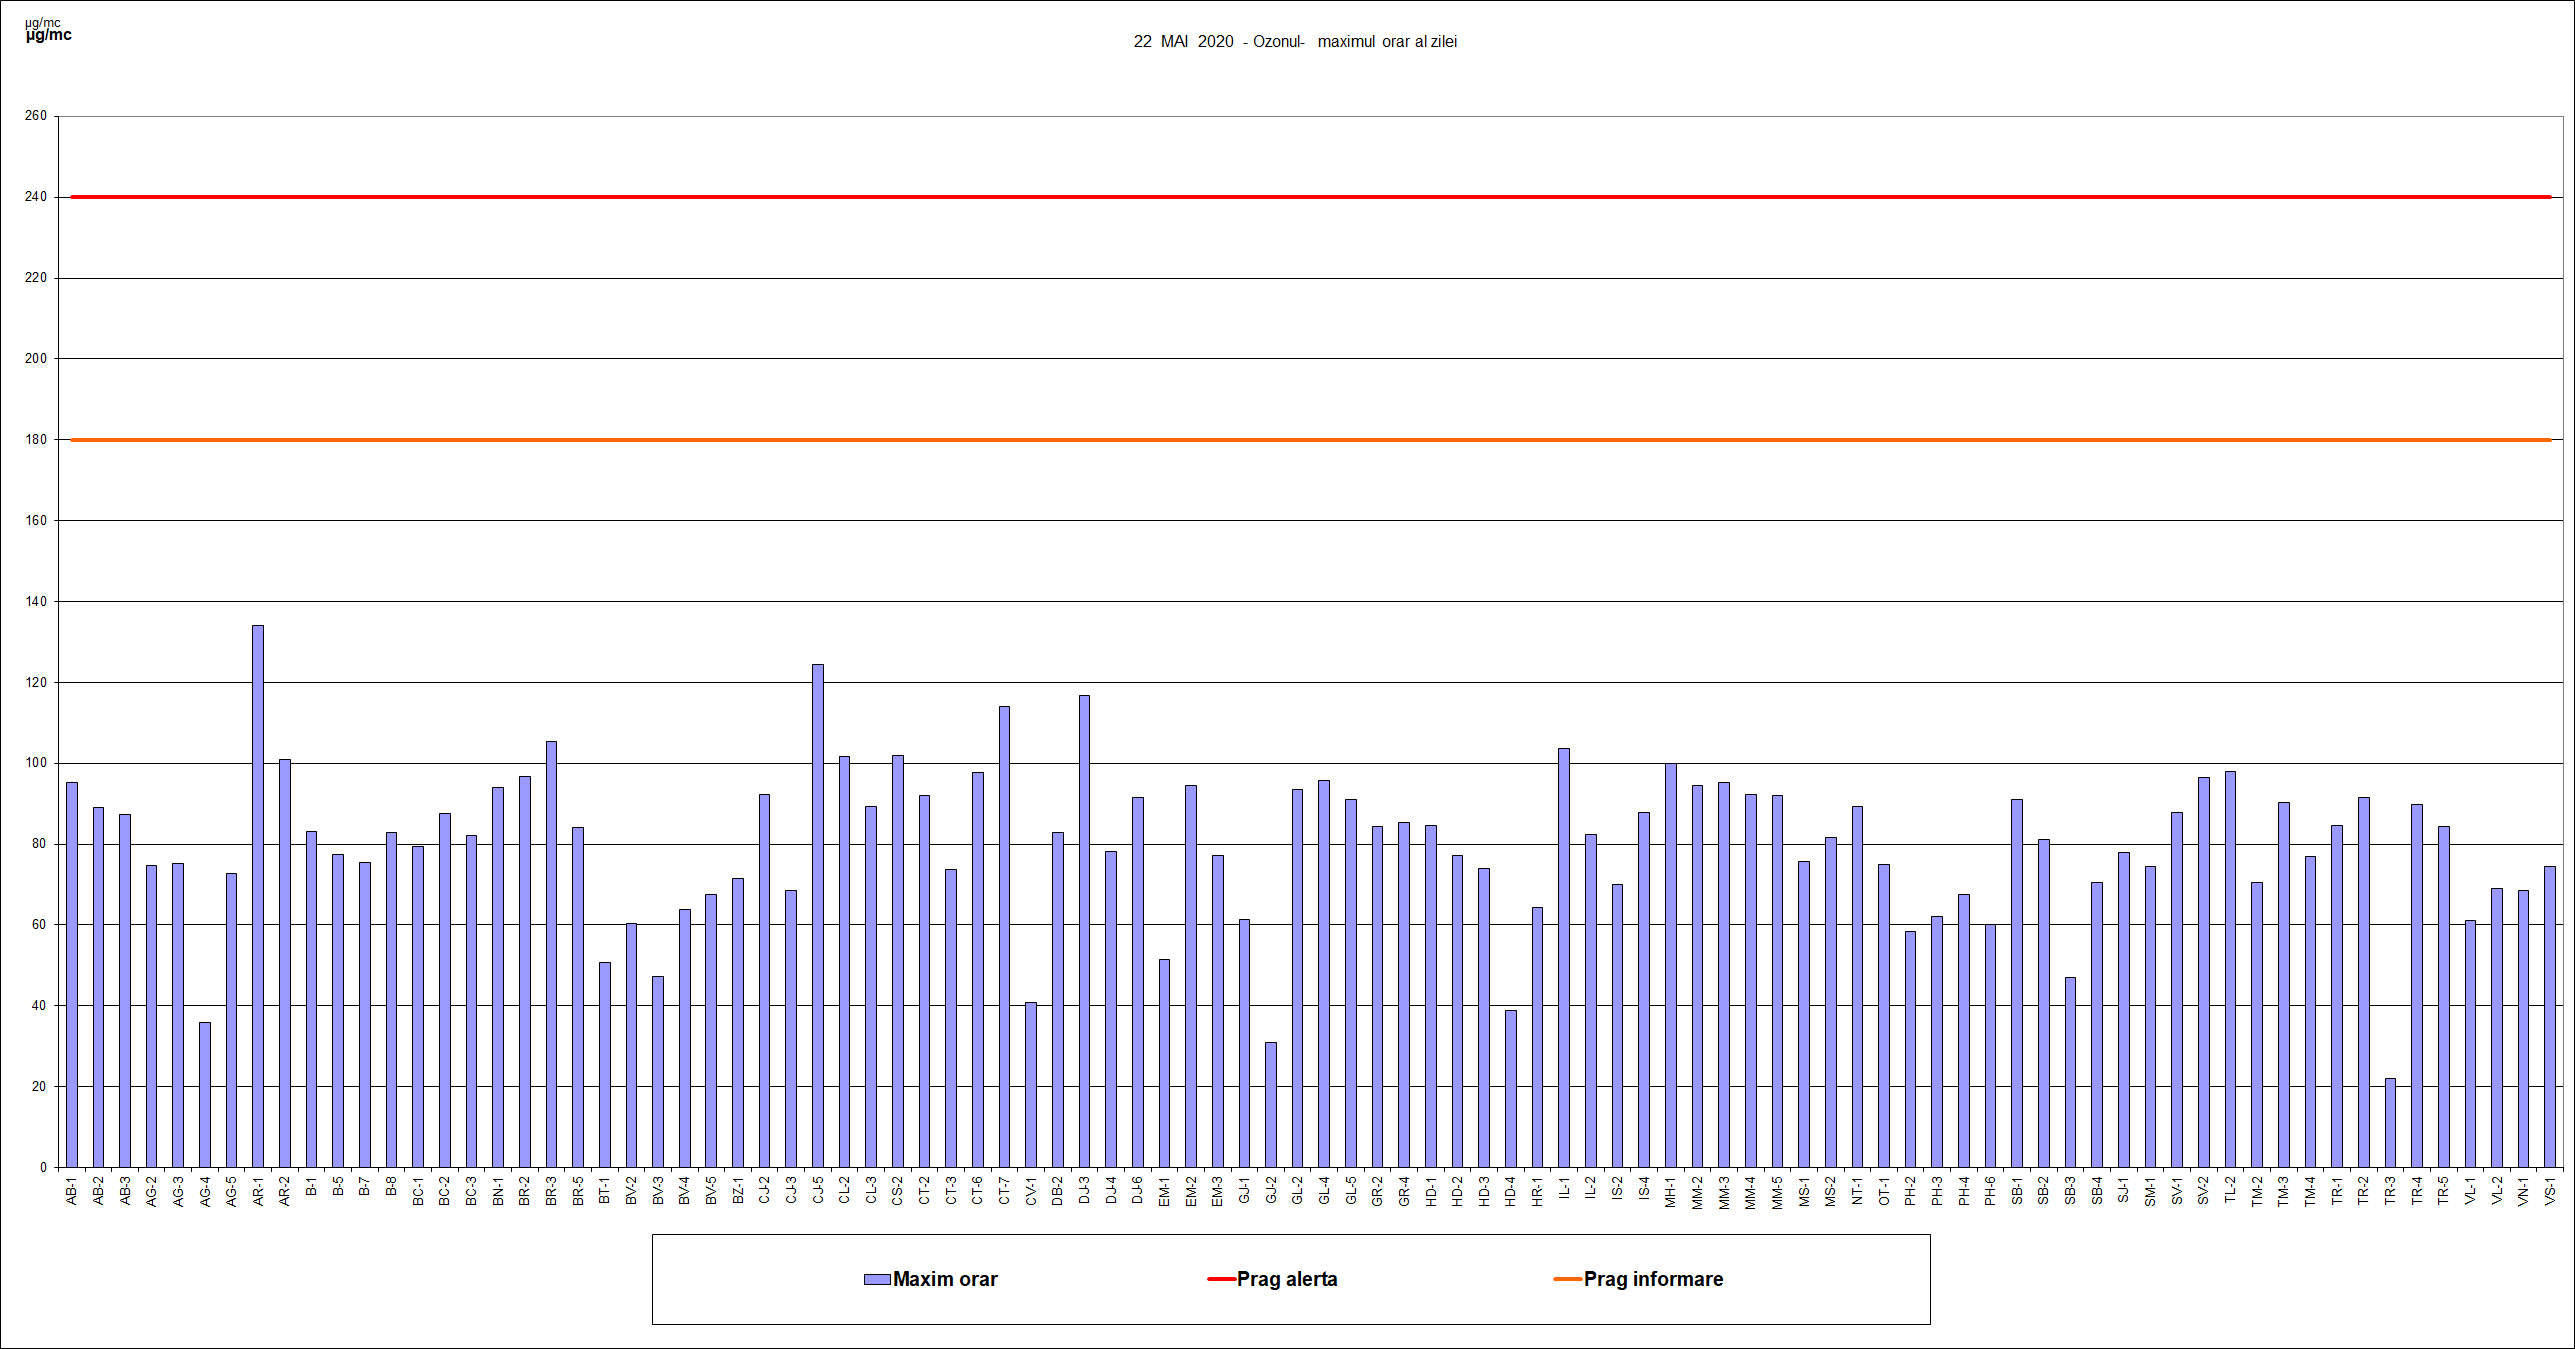 µg/mc
µg/mc
22 MAI 2020 - Ozonul- maximul orar al zilei
260
240
220
200
180
160
140
120
100
80
60
40
20
0
AB-1 AB-2 AB-3 AG-2 AG-3 AG-4 AG-5 AR-1 AR-2 B-1 B-5 B-7 B-8 BC-1 BC-2 BC-3 BN-1 BR-2 BR-3 BR-5 BT-1 BV-2 BV-3 BV-4 BV-5 BZ-1 CJ-2 CJ-3 CJ-5 CL-2 CL-3 CS-2 CT-2 CT-3 CT-6 CT-7 CV-1 DB-2 DJ-3 DJ-4 DJ-6 EM-1 EM-2 EM-3 GJ-1 GJ-2 GL-2 GL-4 GL-5 GR-2 GR-4 HD-1 HD-2 HD-3 HD-4 HR-1 IL-1 IL-2 IS-2 IS-4 MH-1 MM-2 MM-3 MM-4 MM-5 MS-1 MS-2 NT-1 OT-1 PH-2 PH-3 PH-4 PH-6 SB-1 SB-2 SB-3 SB-4 SJ-1 SM-1 SV-1 SV-2 TL-2 TM-2 TM-3 TM-4 TR-1 TR-2 TR-3 TR-4 TR-5 VL-1 VL-2 VN-1 VS-1
Maxim orar Prag alerta Prag informare